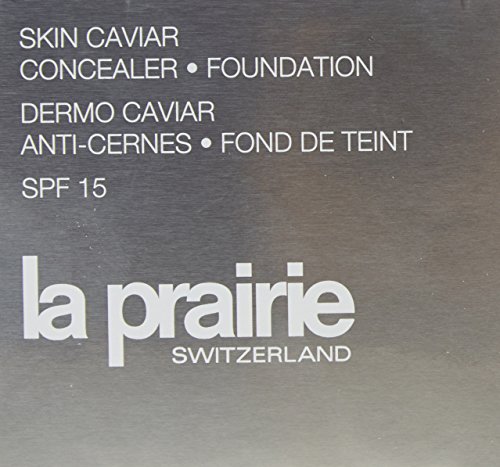 SKIN CAVIAR
CONCEALER • FOUNDATION
DERMO CAVIAR
ANTI-CERNES • FOND DE TEINT
SPF 15
la prairie
SWITZERLAND